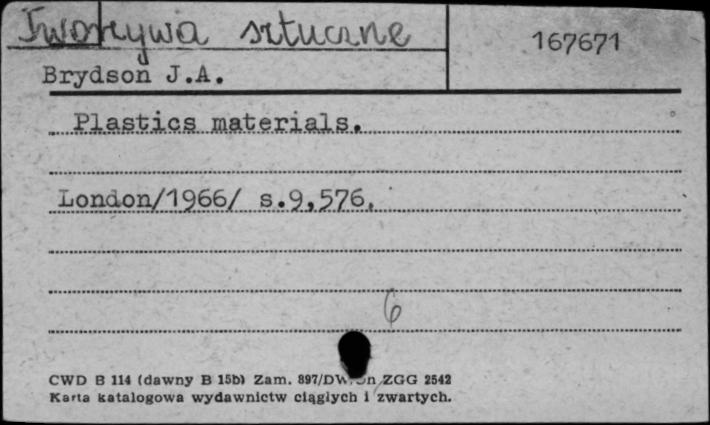 Tworzywa sztuczne
167671
Brydson J.A.
Plastics materials.
London/1966/ s.9,576.
6
CWD B 114 (dawny B 15b) Zam. 897/DW. ZGG 2542
Karta katalogowa wydawnictw ciągłych i zwartych.